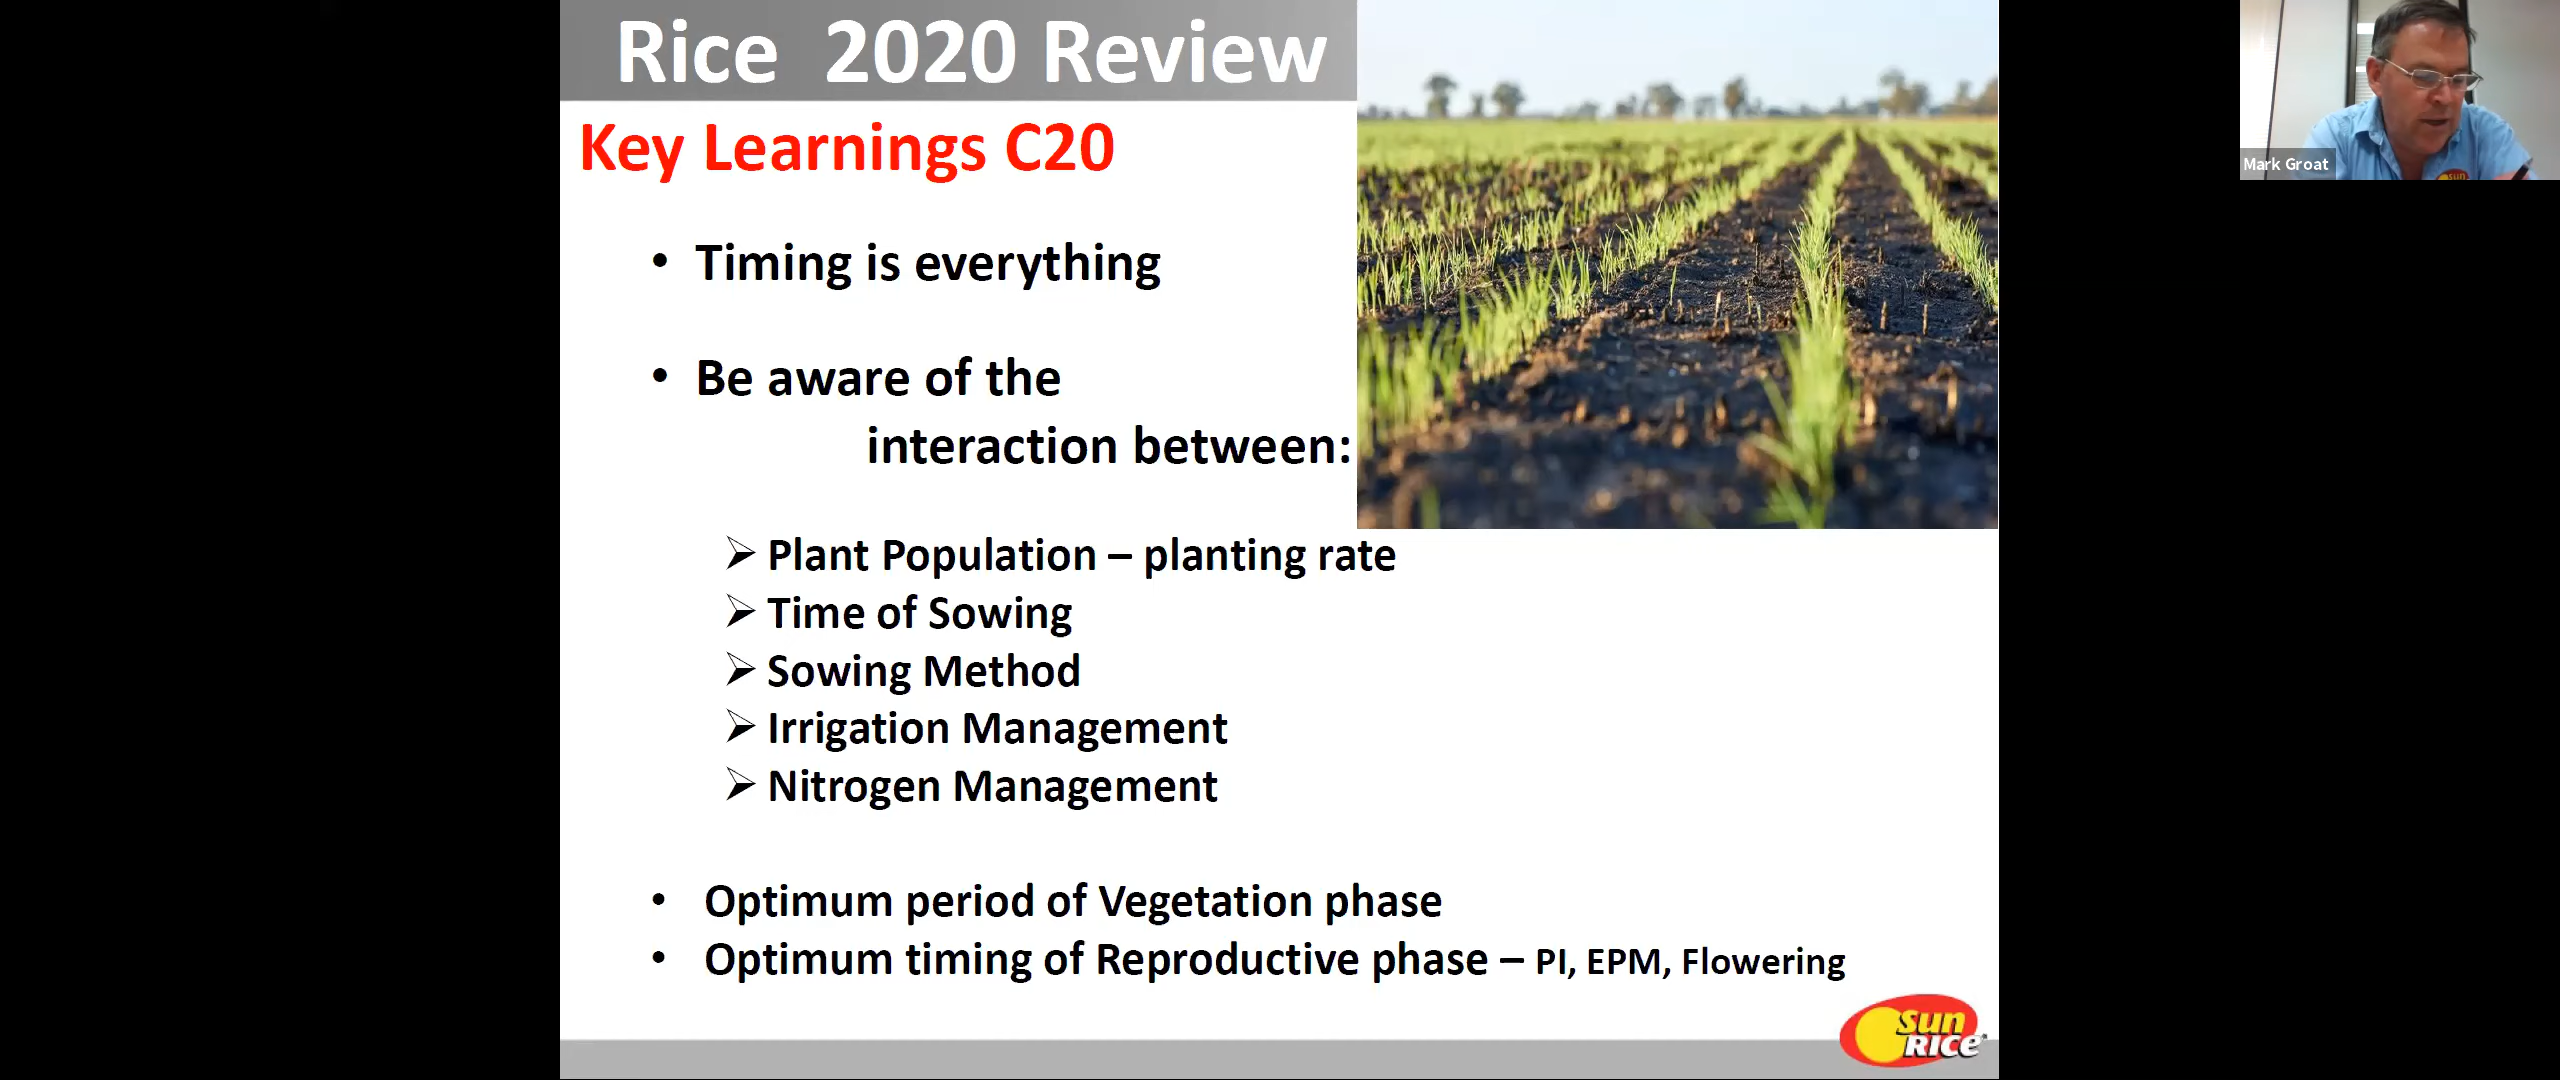 Rice 2020 Review
Key Learnings C20
• Timing is everything
• Be aware of the
interaction between:
➢ Plant Population – planting rate
➢ Time of Sowing
➢ Sowing Method
➢ Irrigation Management
➢ Nitrogen Management
• Optimum period of Vegetation phase
• Optimum timing of Reproductive phase – PI, EPM, Flowering
Sun
RICE
Mark Groat
sun